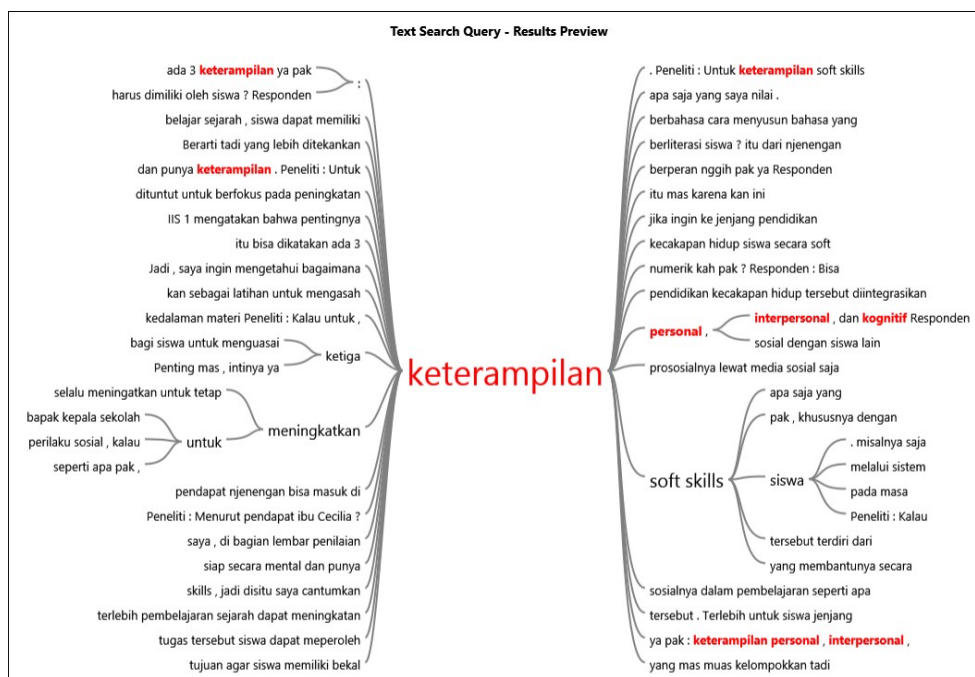 Text Search Query - Results Preview
ada 3 keterampilan ya pak
harus dimiliki oleh siswa ? Responden
:
belajar sejarah , siswa dapat memiliki
Berarti tadi yang lebih ditekankan
dan punya keterampilan . Peneliti : Untuk
dituntut untuk berfokus pada peningkatan
IIS 1 mengatakan bahwa pentingnya
itu bisa dikatakan ada 3
Jadi , saya ingin mengetahui bagaimana
kan sebagai latihan untuk mengasah
kedalaman materi Peneliti : Kalau untuk ,
bagi siswa untuk menguasai
Penting mas , intinya ya
ketiga
selalu meningatkan untuk tetap
bapak kepala sekolah
perilaku sosial , kalau
seperti apa pak ,
untuk
meningkatkan
pendapat njenengan bisa masuk di
Peneliti : Menurut pendapat ibu Cecilia ?
saya , di bagian lembar penilaian
siap secara mental dan punya
skills , jadi disitu saya cantumkan
terlebih pembelajaran sejarah dapat meningkatan
tugas tersebut siswa dapat meperoleh
tujuan agar siswa memiliki bekal
keterampilan
. Peneliti : Untuk keterampilan soft skills
apa saja yang saya nilai .
berbahasa cara menyusun bahasa yang
berliterasi siswa ? itu dari njenengan
berperan nggih pak ya Responden
itu mas karena kan ini
jika ingin ke jenjang pendidikan
kecakapan hidup siswa secara soft
numerik kah pak ? Responden : Bisa
pendidikan kecakapan hidup tersebut diintegrasikan
personal ,
interpersonal , dan kognitif Responden
sosial dengan siswa lain
prososialnya lewat media sosial saja
soft skills
apa saja yang
pak , khususnya dengan
siswa
. misalnya saja
melalui sistem
pada masa
Peneliti : Kalau
tersebut terdiri dari
yang membantunya secara
sosialnya dalam pembelajaran seperti apa
tersebut . Terlebih untuk siswa jenjang
ya pak : keterampilan personal , interpersonal ,
yang mas muas kelompokkan tadi